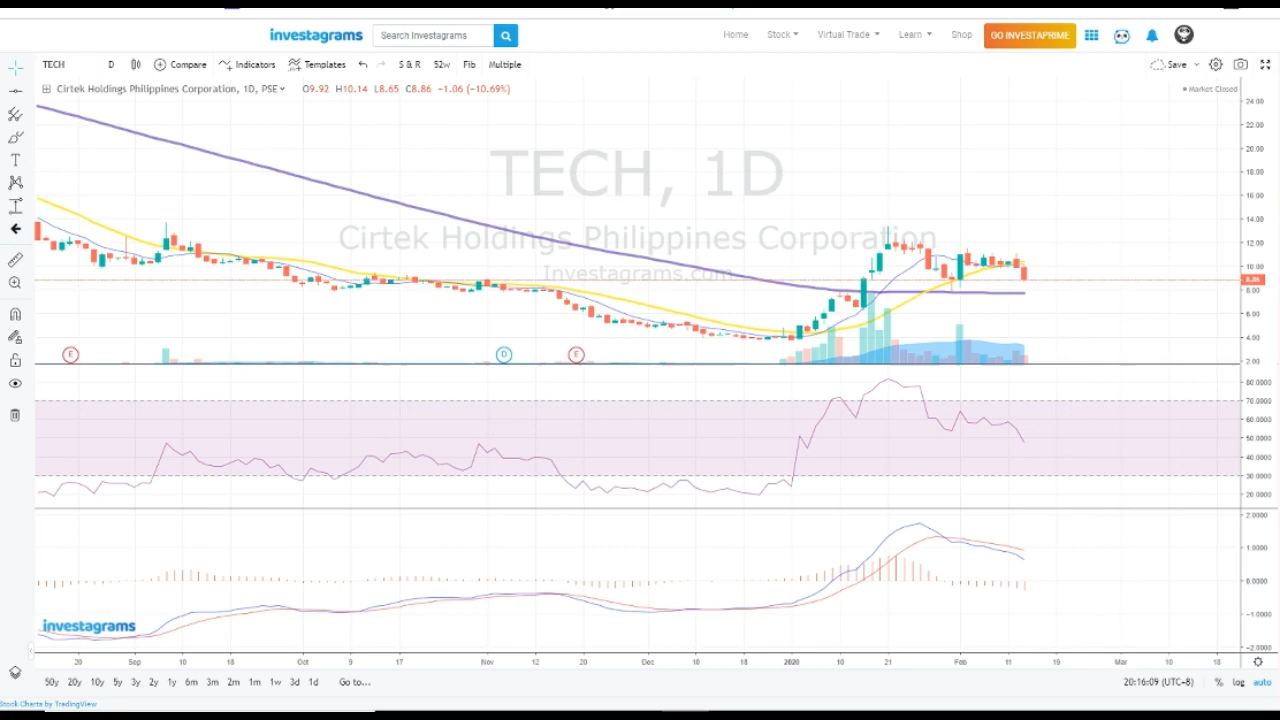 investagrams Search Investagrams Home Stock Virtual Trade Learn Shop GO INVESTAPRIME
TECH D Compare Indicators Templates S & R 52w Fib Multiple Save
Cirtek Holdings Philippines Corporation, 1D, PSE O9.92 H10.14 L8.65 C8.86 −1.06 (−10.69%) Market Closed
TECH, 1D
Cirtek Holdings Philippines Corporation
Investagrams.com
24.00
22.00
20.00
18.00
16.00
14.00
12.00
10.00
8.86
8.00
6.00
4.00
2.00
E D E
80.0000
70.0000
60.0000
50.0000
40.0000
30.0000
20.0000
2.0000
1.0000
0.0000
−1.0000
−2.0000
investagrams
20 Sep 10 18 Oct 9 17 Nov 12 20 Dec 10 18 2020 10 21 Feb 11 19 Mar 10 18
50y 20y 10y 5y 3y 2y 1y 6m 3m 2m 1m 1w 3d 1d Go to... 20:16:09 (UTC-8) % log auto
Stock Charts by TradingView